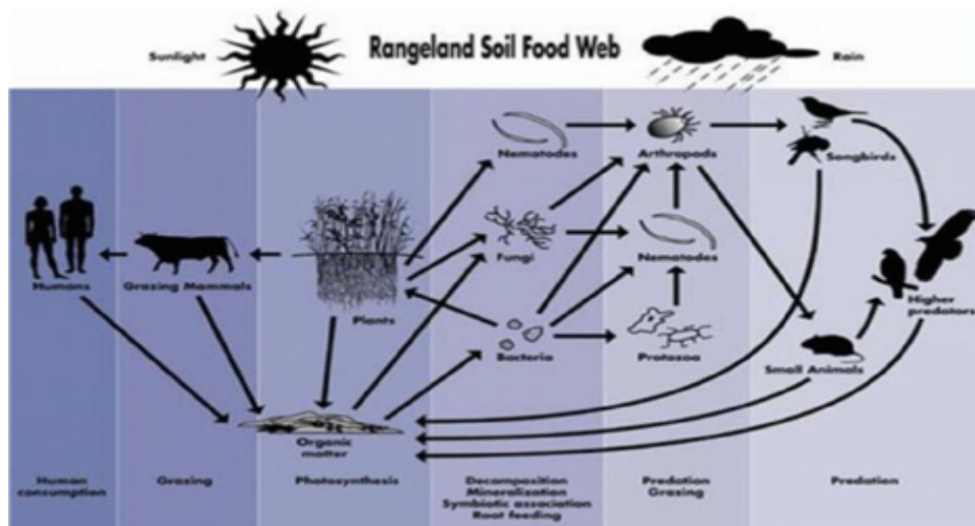 Rangeland Soil Food Web
Sunlight
Rain
Nematodes
Arthropods
Songbirds
Humans
Grazing Mammals
Plants
Fungi
Nematodes
Higher
predators
Bacteria
Protozoa
Small Animals
Organic
matter
Human
consumption
Grazing
Photosynthesis
Decomposition
Mineralization
Symbiotic association
Root feeding
Predation
Grazing
Predation